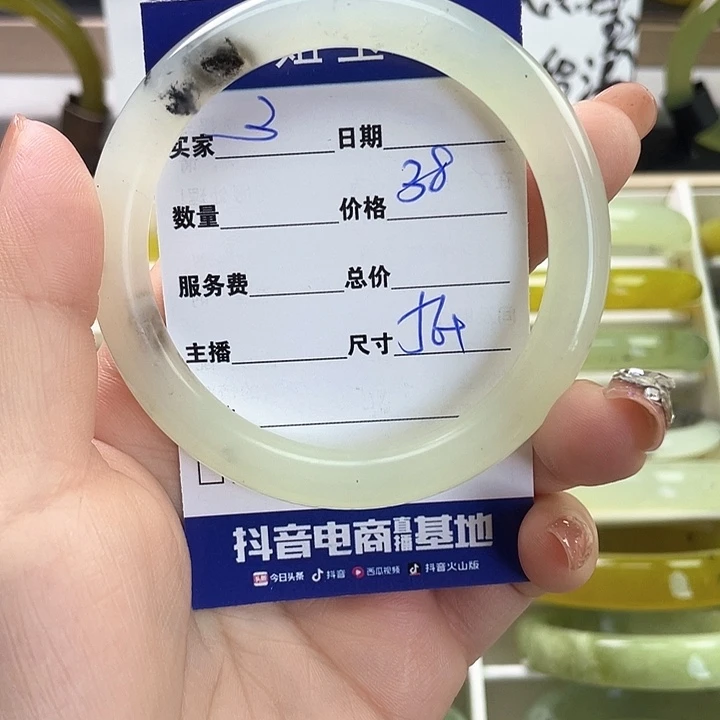 买家 3 日期
数量 价格 38
服务费 总价
主播 尺寸
抖音电商直播基地
头条 今日头条 抖音 西瓜视频 抖音火山版